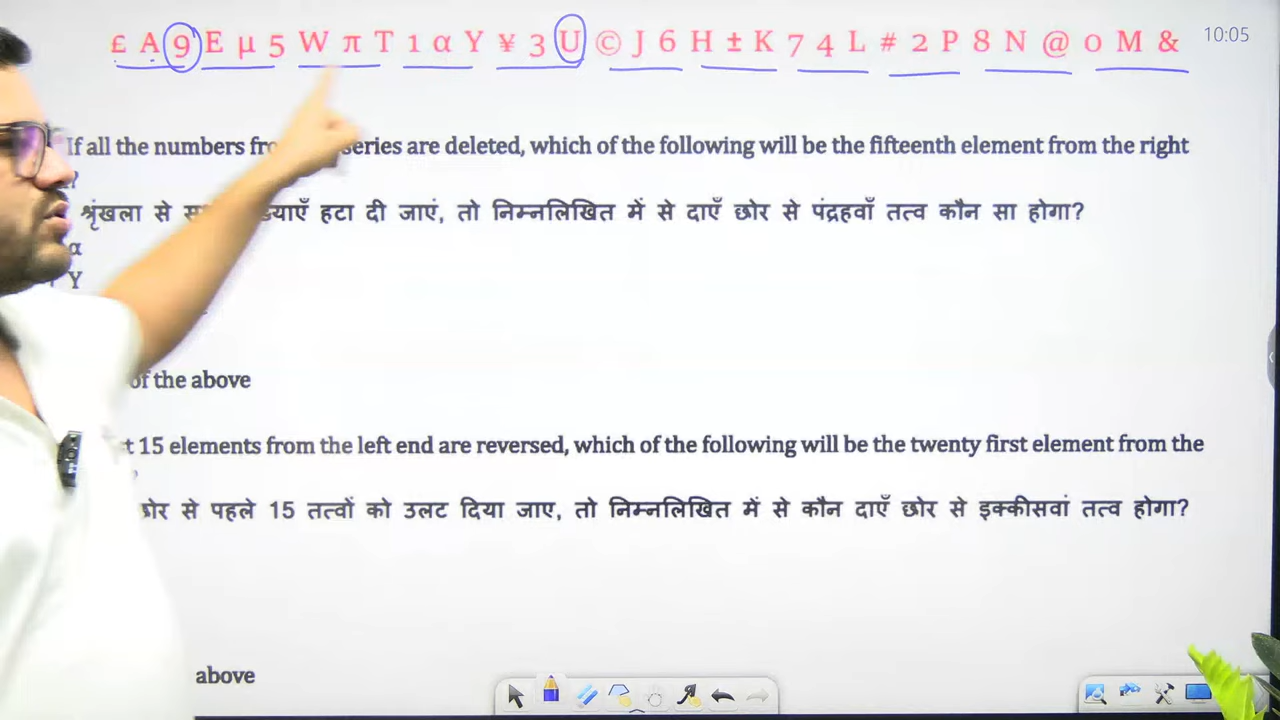 £ A 9 E μ 5 W π T 1 α Y ¥ 3 U © J 6 H ± K 7 4 L # 2 P 8 N @ 0 M &
10:05
If all the numbers series are deleted, which of the following will be the fifteenth element from the right
?
श्रृंखला से हटा दी जाएं, तो निम्नलिखित में से दाएँ छोर से पंद्रहवाँ तत्व कौन सा होगा?
α
Y
of the above
15 elements from the left end are reversed, which of the following will be the twenty first element from the
छोर से पहले 15 तत्वों को उलट दिया जाए, तो निम्नलिखित में से कौन दाएँ छोर से इक्कीसवां तत्व होगा?
above